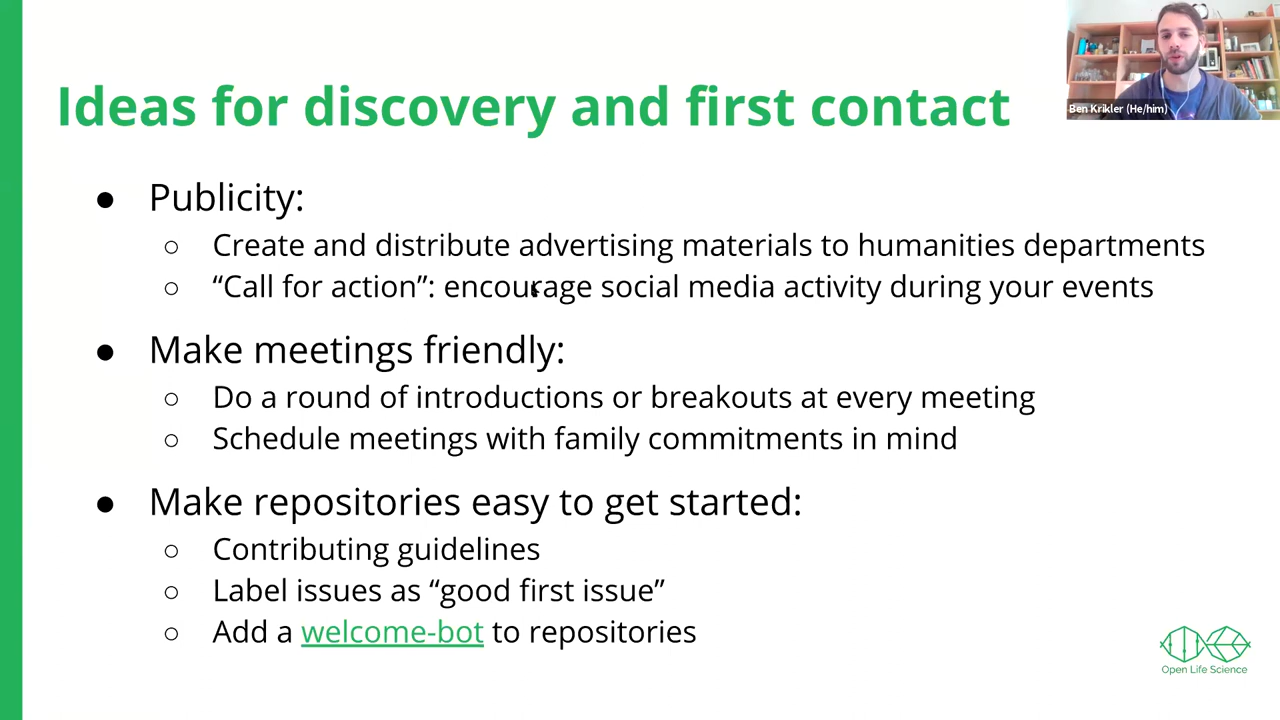 Ideas for discovery and first contact
Ben Krikler (He/him)
● Publicity:
○ Create and distribute advertising materials to humanities departments
○ “Call for action”: encourage social media activity during your events
● Make meetings friendly:
○ Do a round of introductions or breakouts at every meeting
○ Schedule meetings with family commitments in mind
● Make repositories easy to get started:
○ Contributing guidelines
○ Label issues as “good first issue”
○ Add a welcome-bot to repositories
Open Life Science